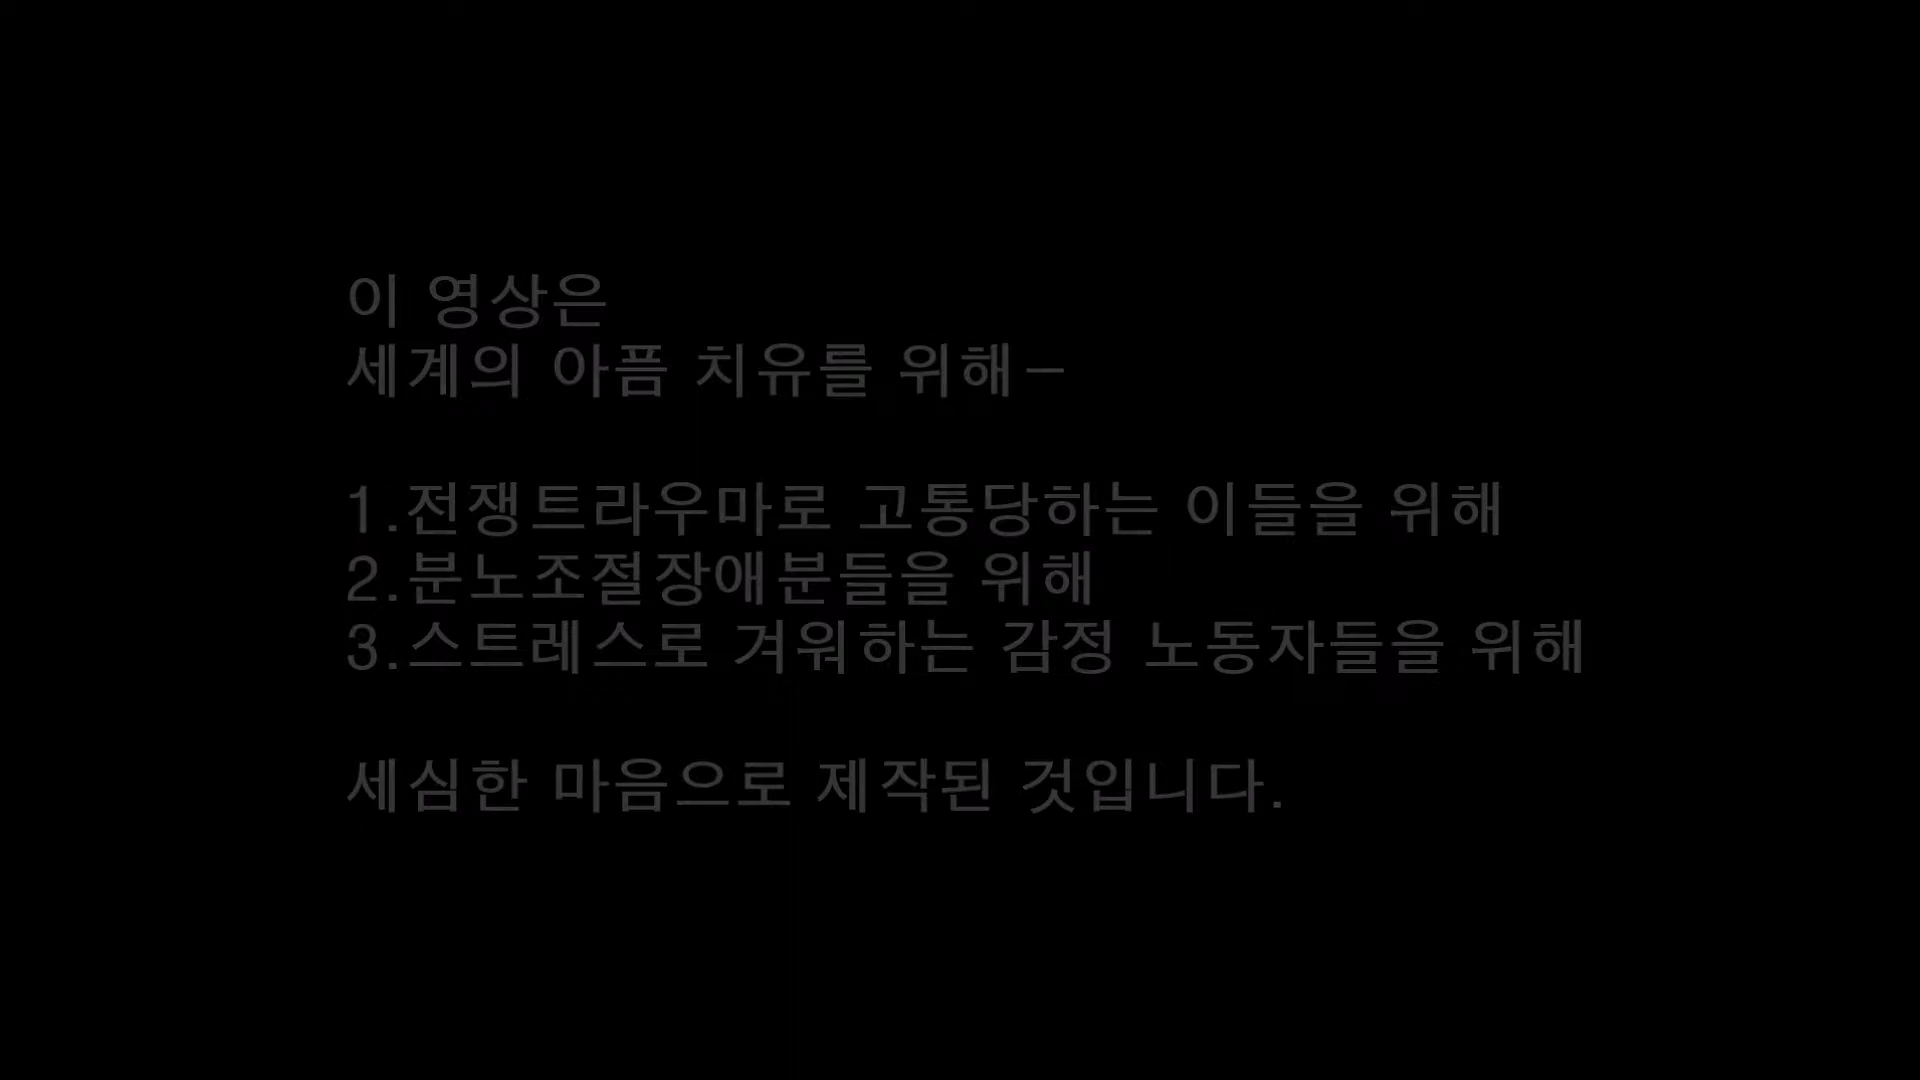 이 영상은
세계의 아픔 치유를 위해-
1.전쟁트라우마로 고통당하는 이들을 위해
2.분노조절장애분들을 위해
3.스트레스로 겨워하는 감정 노동자들을 위해
세심한 마음으로 제작된 것입니다.